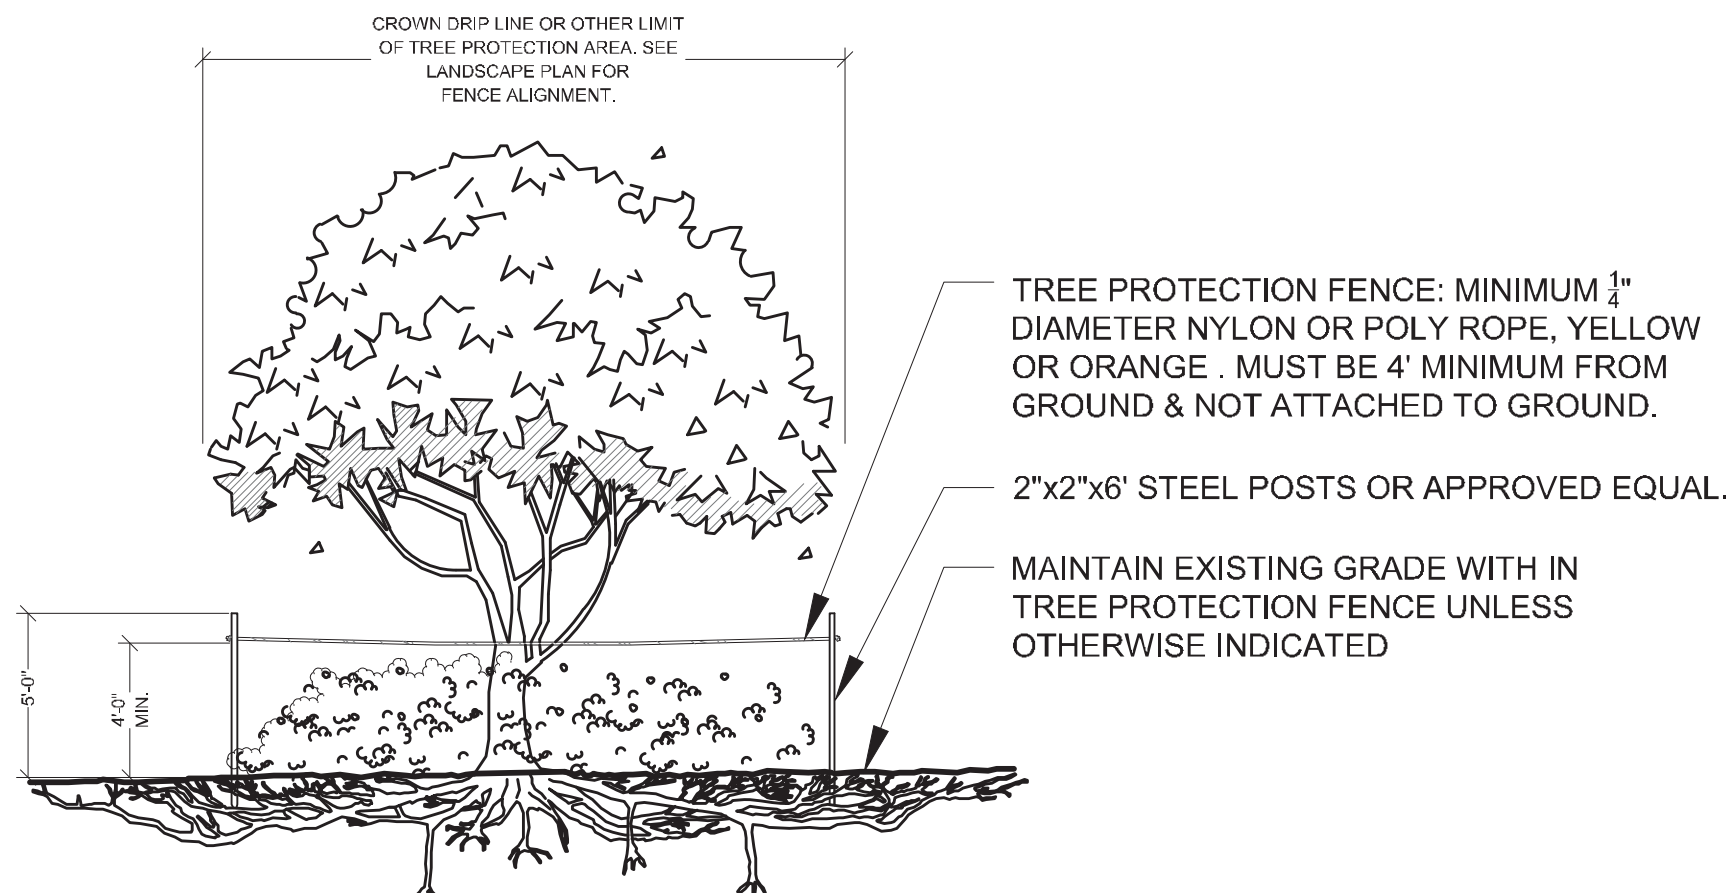 CROWN DRIP LINE OR OTHER LIMIT
OF TREE PROTECTION AREA. SEE
LANDSCAPE PLAN FOR
FENCE ALIGNMENT.
TREE PROTECTION FENCE: MINIMUM 1/4"
DIAMETER NYLON OR POLY ROPE, YELLOW
OR ORANGE . MUST BE 4' MINIMUM FROM
GROUND & NOT ATTACHED TO GROUND.
2"x2"x6' STEEL POSTS OR APPROVED EQUAL.
MAINTAIN EXISTING GRADE WITH IN
TREE PROTECTION FENCE UNLESS
OTHERWISE INDICATED
5'-0"
4'-0"
MIN.